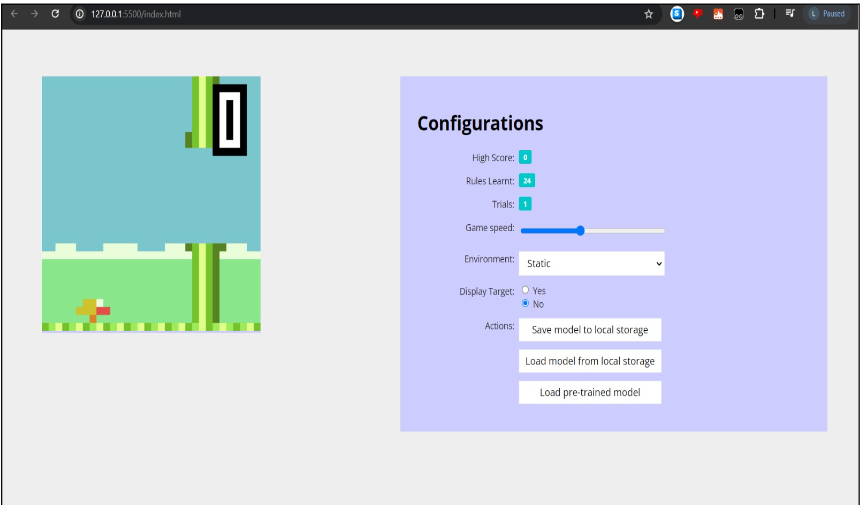 127.0.0.1:5500/index.html
S
L Paused
0
Configurations
High Score: 0
Rules Learnt: 24
Trials: 1
Game speed:
Environment: Static
Display Target: Yes
No
Actions: Save model to local storage
Load model from local storage
Load pre-trained model